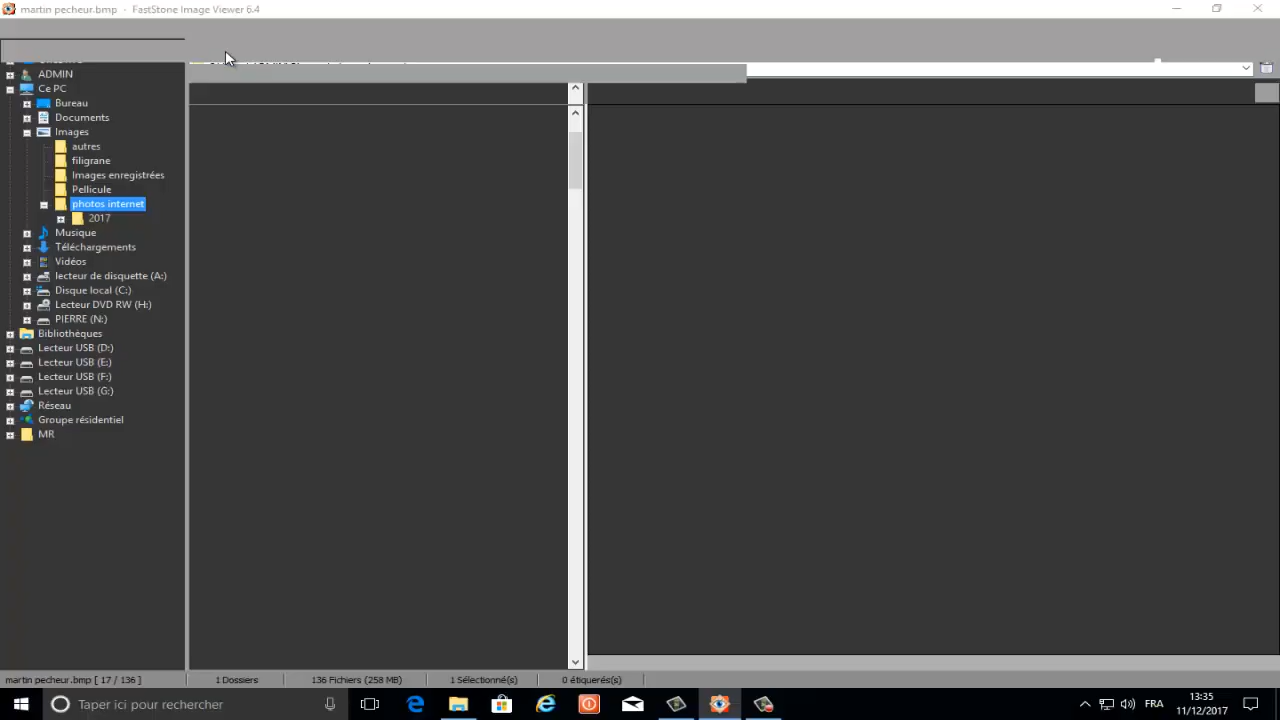 martin pecheur.bmp - FastStone Image Viewer 6.4
ADMIN
Ce PC
Bureau
Documents
Images
autres
filigrane
Images enregistrées
Pellicule
photos internet
2017
Musique
Téléchargements
Vidéos
lecteur de disquette (A:)
Disque local (C:)
Lecteur DVD RW (H:)
PIERRE (N:)
Bibliothèques
Lecteur USB (D:)
Lecteur USB (E:)
Lecteur USB (F:)
Lecteur USB (G:)
Réseau
Groupe résidentiel
MR
martin pecheur.bmp [ 17 / 136 ] 1 Dossiers 136 Fichiers (258 MB) 1 Sélectionné(s) 0 étiquerés(s)
Taper ici pour rechercher FRA 13:35
11/12/2017